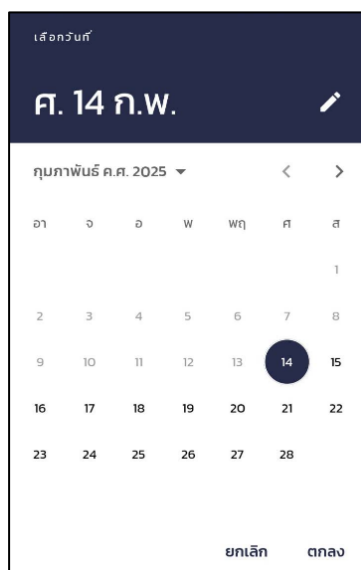 เลือกวันที่
ศ. 14 ก.พ.
กุมภาพันธ์ ค.ศ. 2025
อา จ อ พ พฤ ศ ส
1
2 3 4 5 6 7 8
9 10 11 12 13 14 15
16 17 18 19 20 21 22
23 24 25 26 27 28
ยกเลิก ตกลง